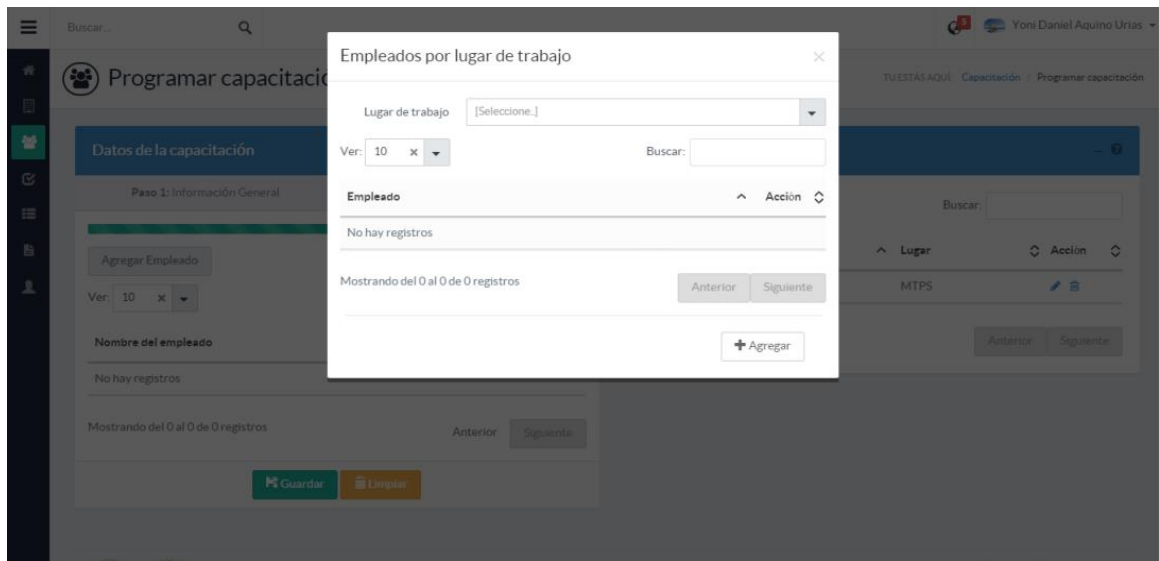 Buscar..
5
Yoni Daniel Aquino Urias
Programar capacitacio
TU ESTÁS AQUÍ: Capacitación / Programar capacitación
Empleados por lugar de trabajo
Lugar de trabajo [Seleccione..]
Ver: 10
Buscar:
Empleado Acción
No hay registros
Mostrando del 0 al 0 de 0 registros
Anterior Siguiente
Agregar
Datos de la capacitación
Paso 1: Información General
Agregar Empleado
Ver: 10
Nombre del empleado
No hay registros
Mostrando del 0 al 0 de 0 registros
Anterior Siguiente
Guardar Limpiar
Buscar:
Lugar Acción
MTPS
Anterior Siguiente